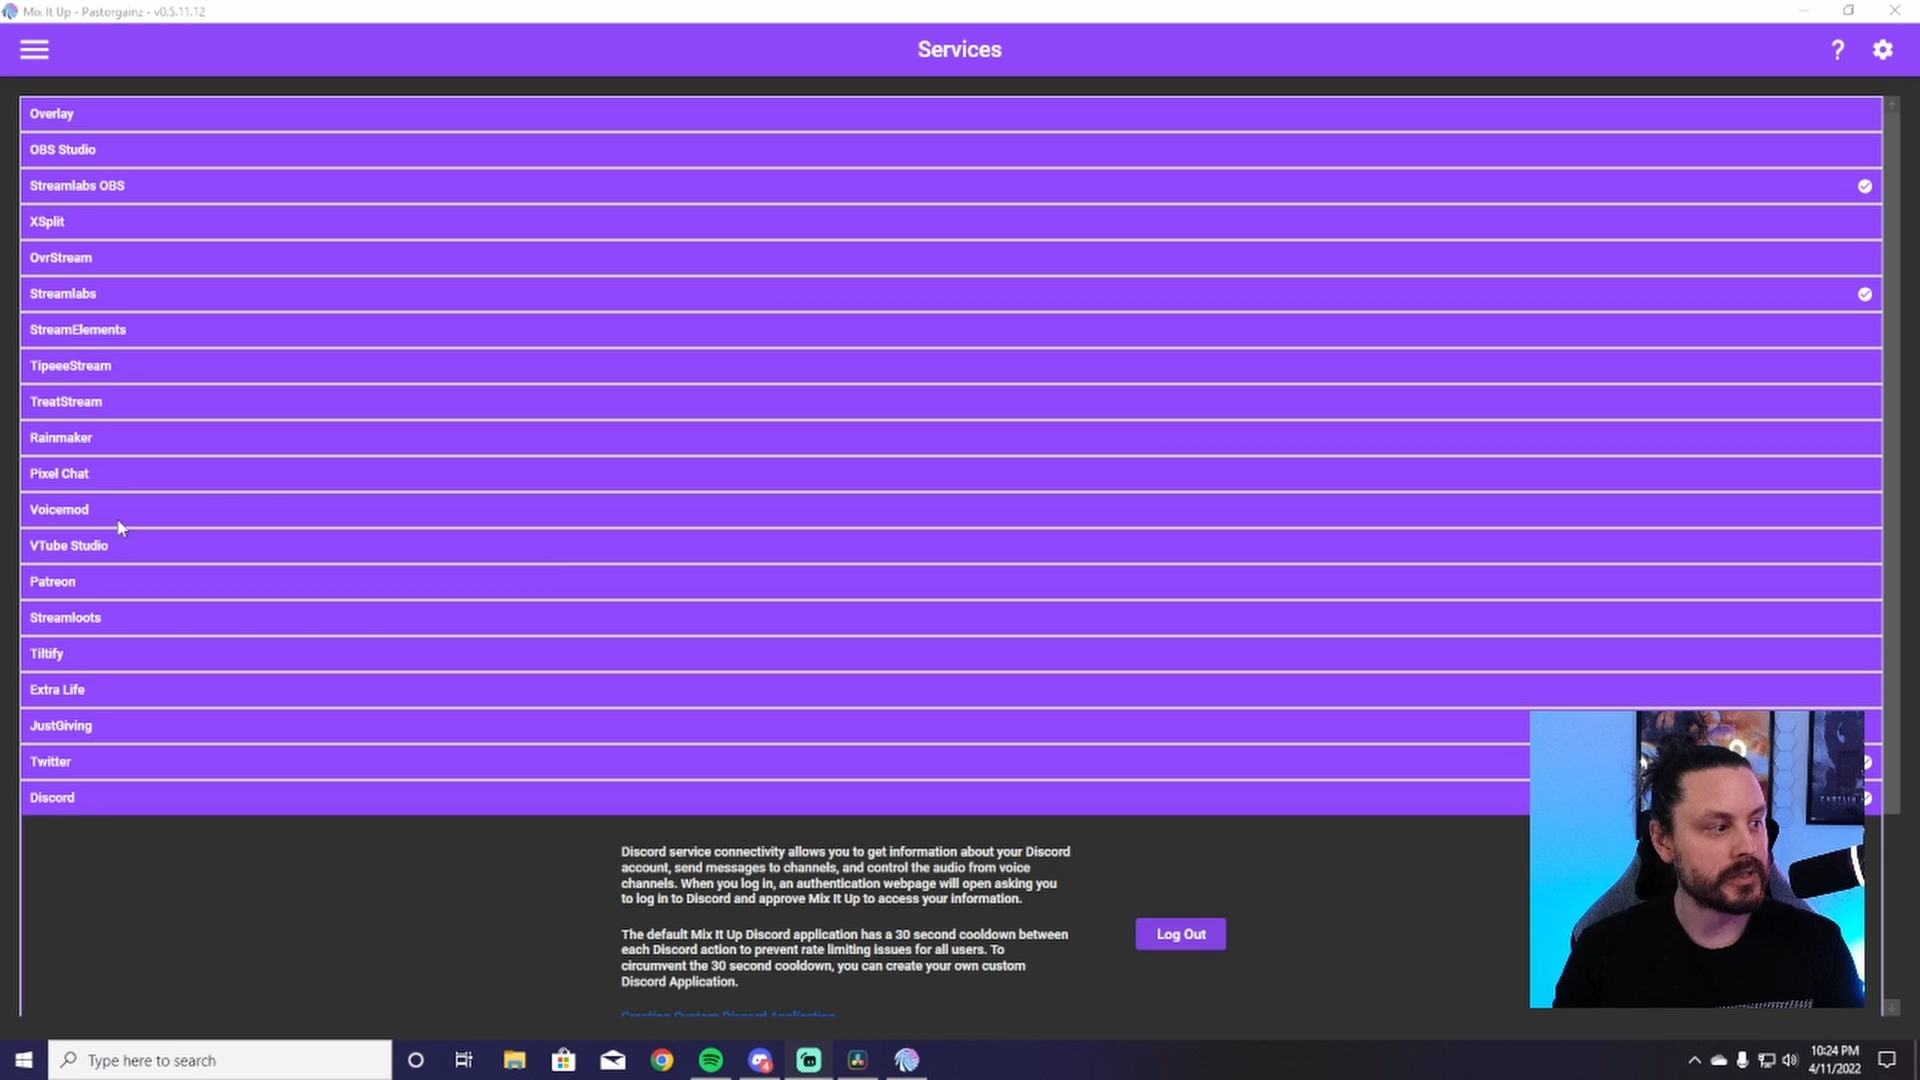 Mix It Up - Pastorgainz - v0.5.11.12
Services
?
Overlay
OBS Studio
Streamlabs OBS
XSplit
OvrStream
Streamlabs
StreamElements
TipeeeStream
TreatStream
Rainmaker
Pixel Chat
Voicemod
VTube Studio
Patreon
Streamloots
Tiltify
Extra Life
JustGiving
Twitter
Discord
Discord service connectivity allows you to get information about your Discord
account, send messages to channels, and control the audio from voice
channels. When you log in, an authentication webpage will open asking you
to log in to Discord and approve Mix It Up to access your information.
Log Out
The default Mix It Up Discord application has a 30 second cooldown between
each Discord action to prevent rate limiting issues for all users. To
circumvent the 30 second cooldown, you can create your own custom
Discord Application.
Creating Custom Discord Application
Type here to search
10:24 PM
4/11/2022